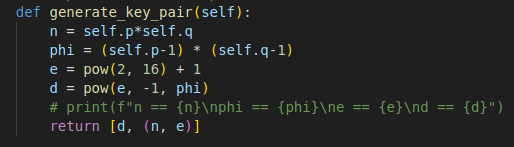 def generate_key_pair(self):
    n = self.p*self.q
    phi = (self.p-1) * (self.q-1)
    e = pow(2, 16) + 1
    d = pow(e, -1, phi)
    # print(f"n == {n}\nphi == {phi}\ne == {e}\nd == {d}")
    return [d, (n, e)]